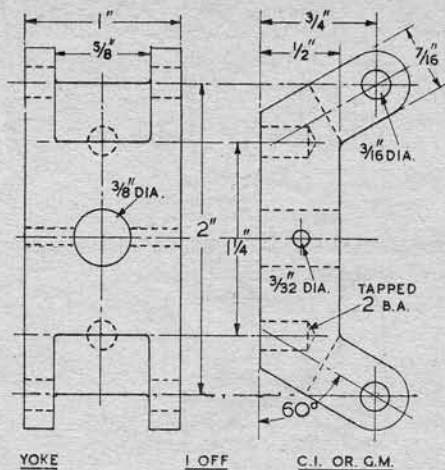 1"
5/8"
3/8" DIA.
2"
1 1/4"
3/4"
1/2"
7/16"
3/16" DIA.
3/32" DIA.
TAPPED
2 B.A.
60°
YOKE 1 OFF C.I. OR. G.M.